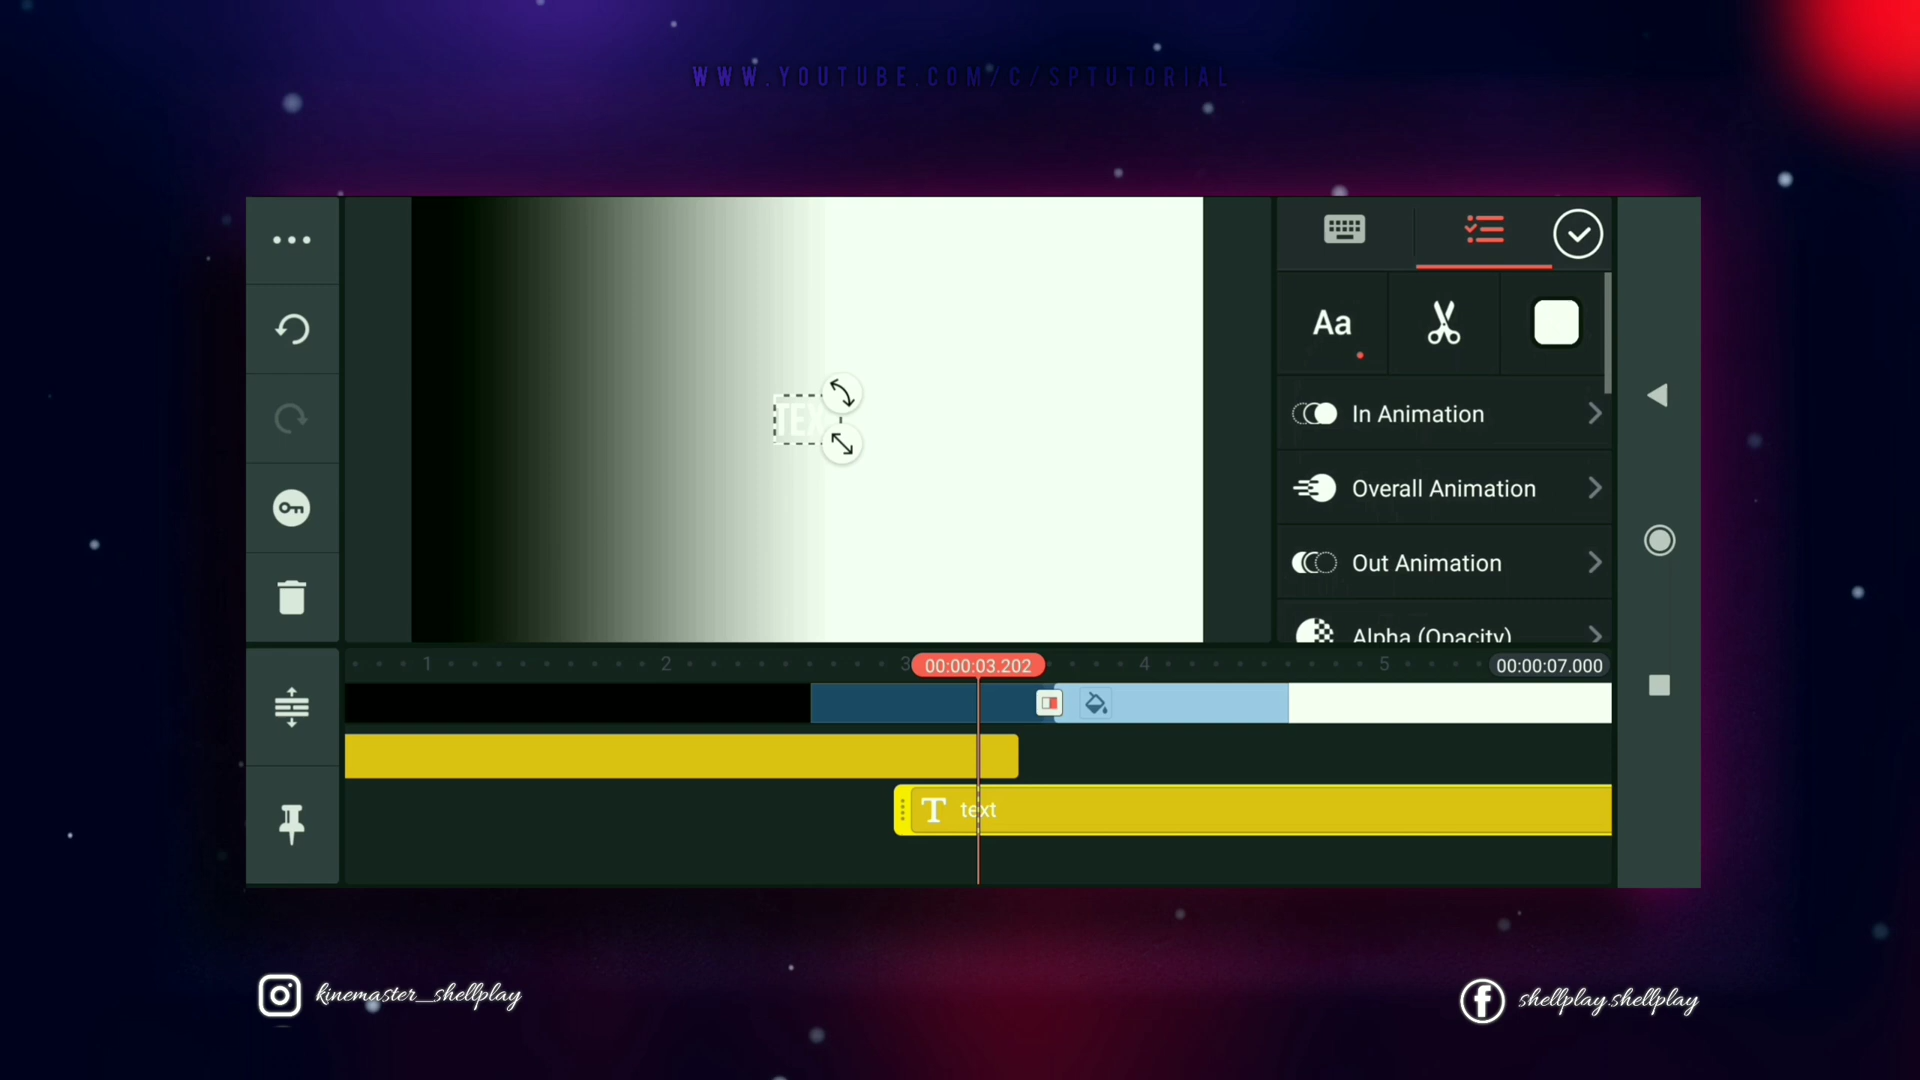 WWW.YOUTUBE.COM/C/SPTUTORIAL
TEX
Aa
In Animation
Overall Animation
Out Animation
Alpha (Opacity)
1
2
3
00:00:03.202
4
5
00:00:07.000
T text
kinemaster_shellplay
shellplay.shellplay